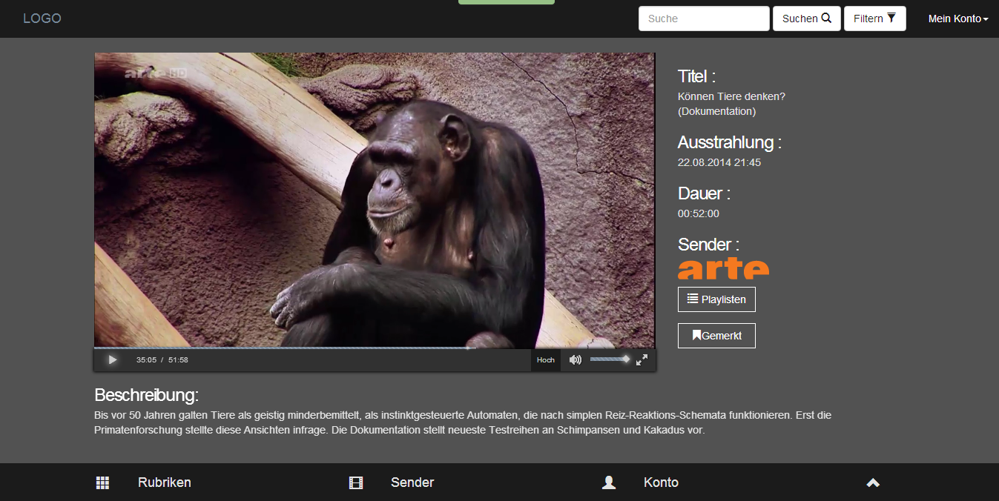 LOGO
Suche
Suchen
Filtern
Mein Konto
arte HD
Titel :
Können Tiere denken?
(Dokumentation)
Ausstrahlung :
22.08.2014 21:45
Dauer :
00:52:00
Sender :
arte
Playlisten
Gemerkt
35:05 / 51:58
Hoch
Beschreibung:
Bis vor 50 Jahren galten Tiere als geistig minderbemittelt, als instinktgesteuerte Automaten, die nach simplen Reiz-Reaktions-Schemata funktionieren. Erst die
Primatenforschung stellte diese Ansichten infrage. Die Dokumentation stellt neueste Testreihen an Schimpansen und Kakadus vor.
Rubriken
Sender
Konto